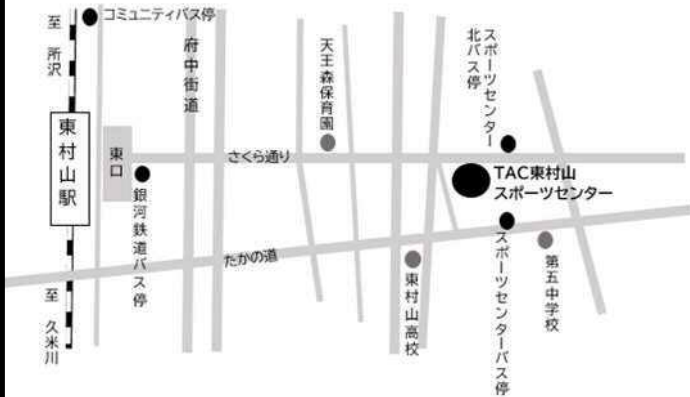 至 所沢
コミュニティバス停
府中街道
天王森保育園
スポーツセンター
北バス停
東村山駅
東口
さくら通り
TAC東村山
スポーツセンター
銀河鉄道バス停
たかの道
東村山高校
スポーツセンターバス停
第五中学校
至 久米川